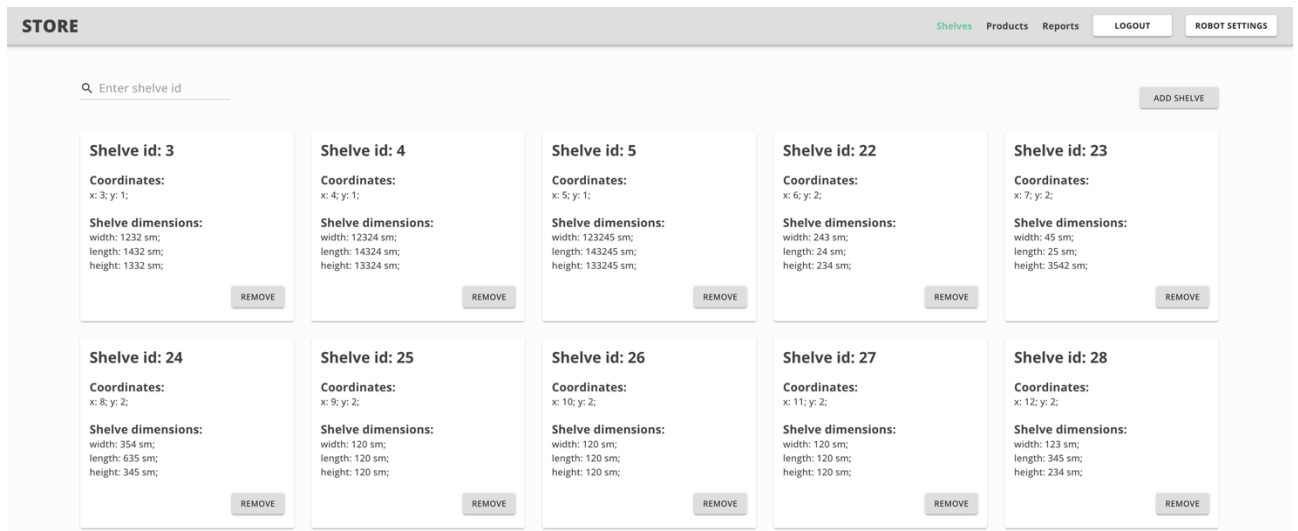 STORE
Shelves Products Reports LOGOUT ROBOT SETTINGS
Enter shelve id
ADD SHELVE
Shelve id: 3
Coordinates:
x: 3; y: 1;
Shelve dimensions:
width: 1232 sm;
length: 1432 sm;
height: 1332 sm;
REMOVE
Shelve id: 4
Coordinates:
x: 4; y: 1;
Shelve dimensions:
width: 12324 sm;
length: 14324 sm;
height: 13324 sm;
REMOVE
Shelve id: 5
Coordinates:
x: 5; y: 1;
Shelve dimensions:
width: 123245 sm;
length: 143245 sm;
height: 133245 sm;
REMOVE
Shelve id: 22
Coordinates:
x: 6; y: 2;
Shelve dimensions:
width: 243 sm;
length: 24 sm;
height: 234 sm;
REMOVE
Shelve id: 23
Coordinates:
x: 7; y: 2;
Shelve dimensions:
width: 45 sm;
length: 25 sm;
height: 3542 sm;
REMOVE
Shelve id: 24
Coordinates:
x: 8; y: 2;
Shelve dimensions:
width: 354 sm;
length: 635 sm;
height: 345 sm;
REMOVE
Shelve id: 25
Coordinates:
x: 9; y: 2;
Shelve dimensions:
width: 120 sm;
length: 120 sm;
height: 120 sm;
REMOVE
Shelve id: 26
Coordinates:
x: 10; y: 2;
Shelve dimensions:
width: 120 sm;
length: 120 sm;
height: 120 sm;
REMOVE
Shelve id: 27
Coordinates:
x: 11; y: 2;
Shelve dimensions:
width: 120 sm;
length: 120 sm;
height: 120 sm;
REMOVE
Shelve id: 28
Coordinates:
x: 12; y: 2;
Shelve dimensions:
width: 123 sm;
length: 345 sm;
height: 234 sm;
REMOVE